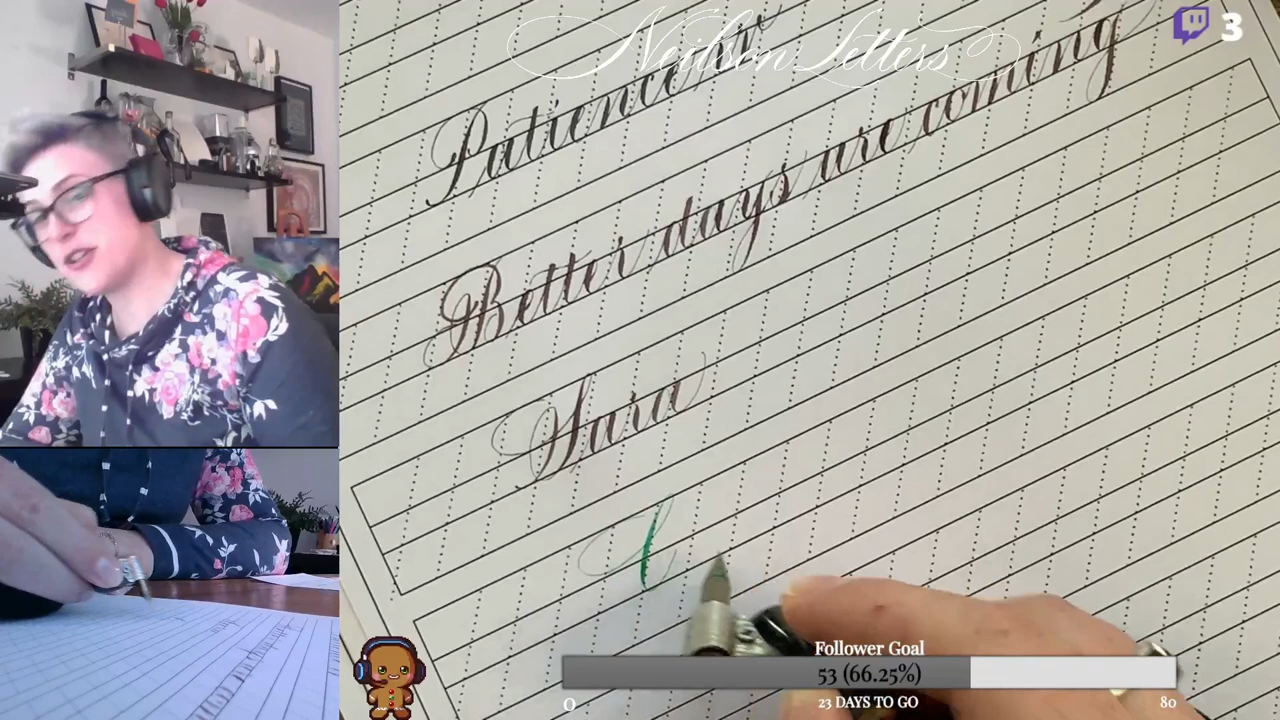 Neilson Letters
3
Patience
Better days are coming
Sara
Follower Goal
53 (66.25%)
0
23 DAYS TO GO
80